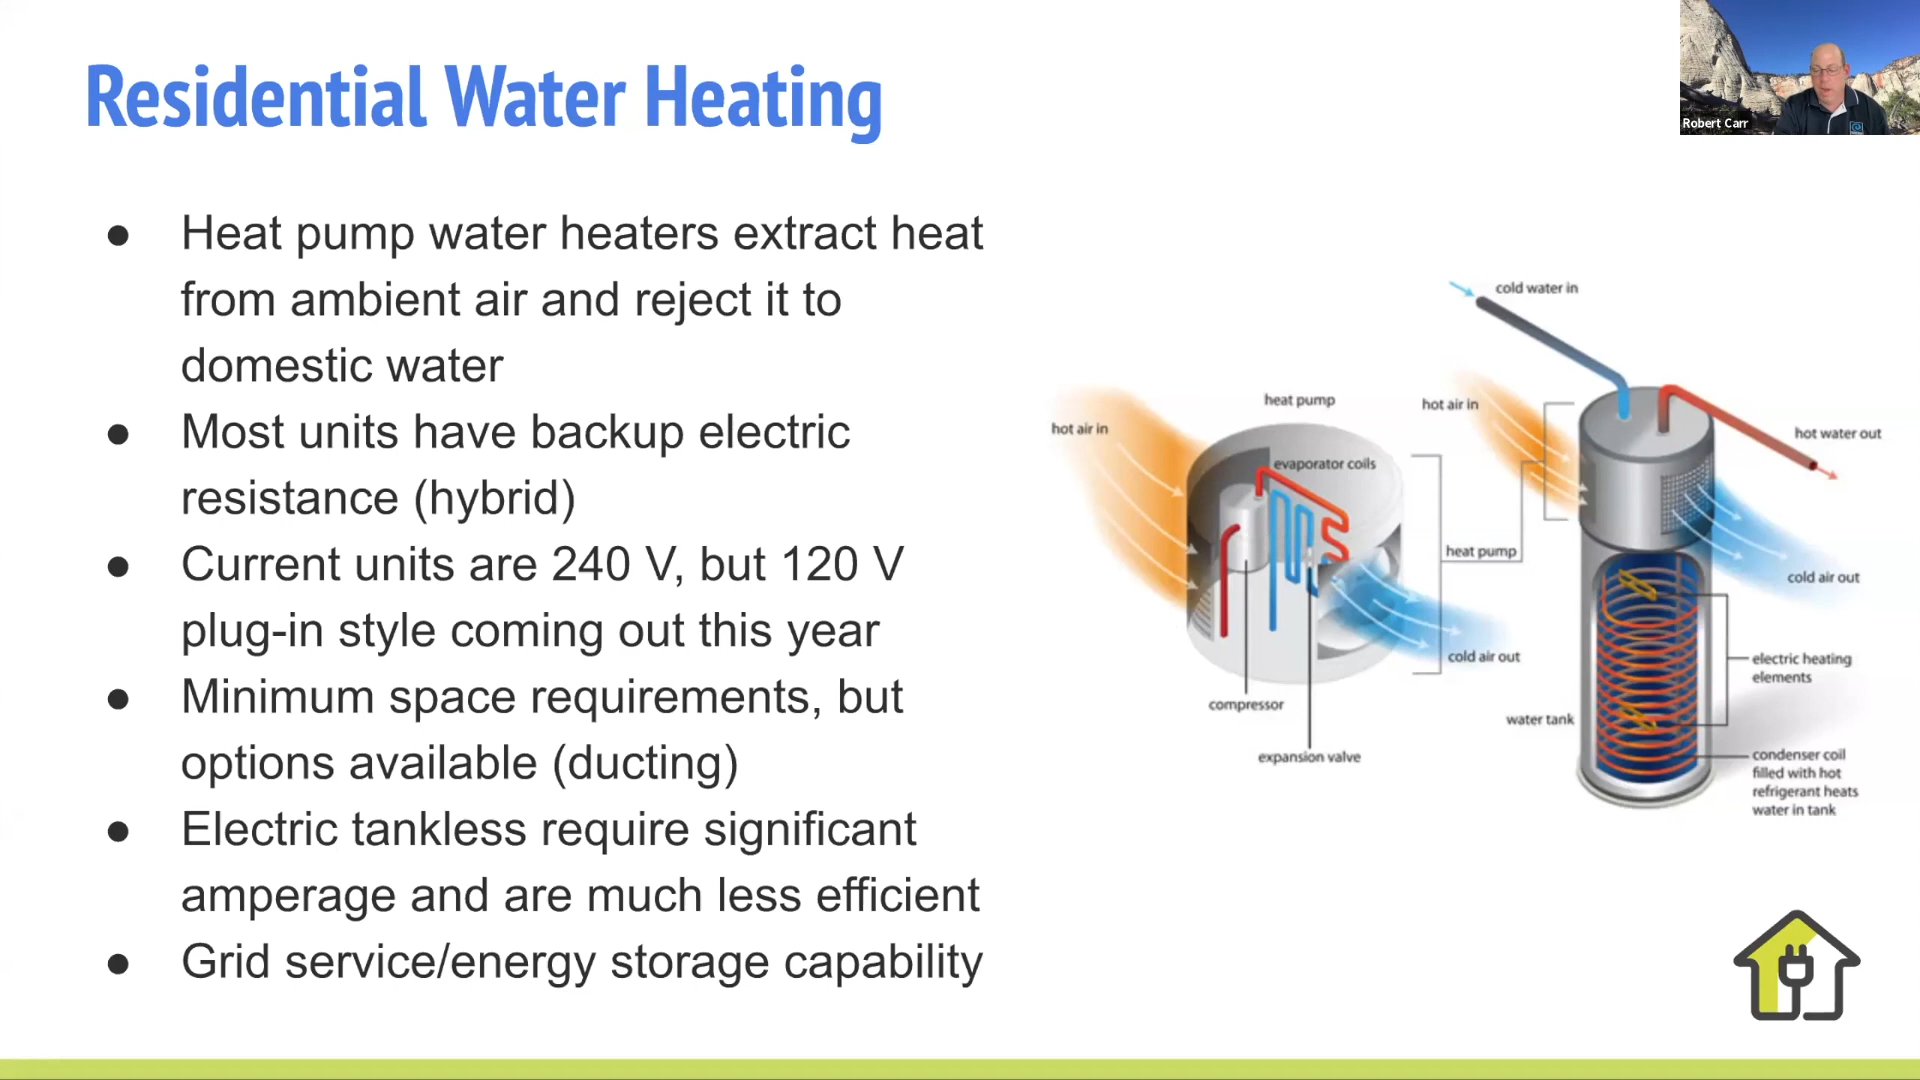 Residential Water Heating
Robert Carr
● Heat pump water heaters extract heat
from ambient air and reject it to
domestic water
● Most units have backup electric
resistance (hybrid)
● Current units are 240 V, but 120 V
plug-in style coming out this year
● Minimum space requirements, but
options available (ducting)
● Electric tankless require significant
amperage and are much less efficient
● Grid service/energy storage capability
cold water in
heat pump
hot air in
hot air in
hot water out
evaporator coils
heat pump
cold air out
cold air out
electric heating
elements
compressor
water tank
expansion valve
condenser coil
filled with hot
refrigerant heats
water in tank